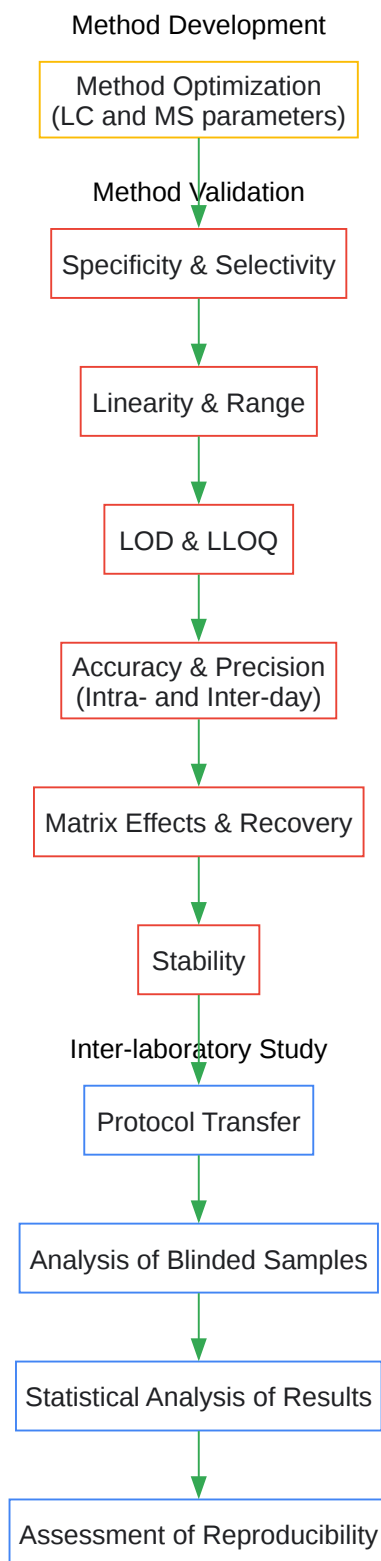 Method Development
Method Optimization
(LC and MS parameters)
Method Validation
Specificity & Selectivity
Linearity & Range
LOD & LLOQ
Accuracy & Precision
(Intra- and Inter-day)
Matrix Effects & Recovery
Stability
Inter-laboratory Study
Protocol Transfer
Analysis of Blinded Samples
Statistical Analysis of Results
Assessment of Reproducibility